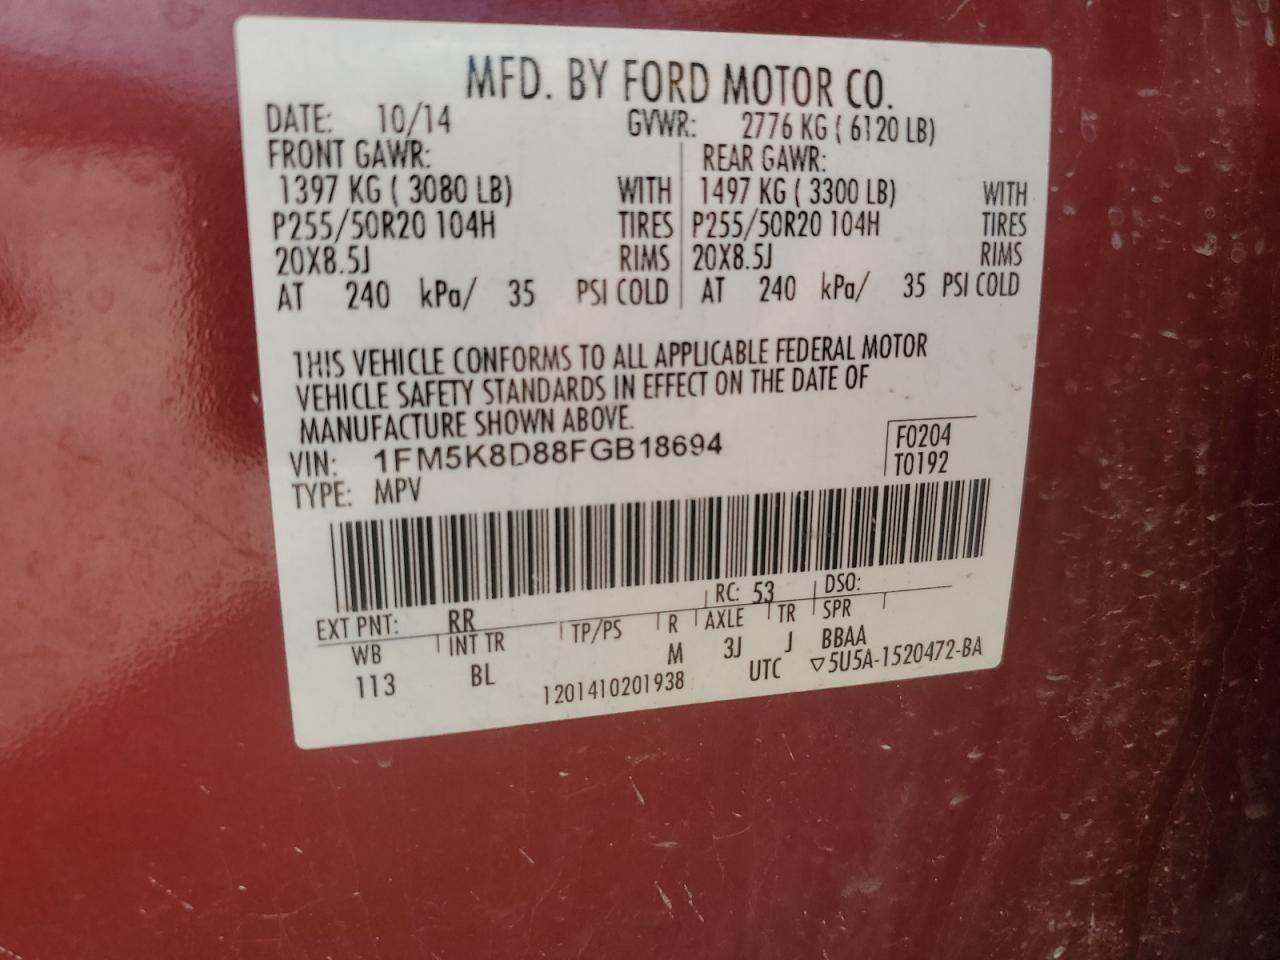 MFD. BY FORD MOTOR CO.
DATE: 10/14 GVWR: 2776 KG ( 6120 LB)
FRONT GAWR: REAR GAWR:
1397 KG ( 3080 LB) WITH 1497 KG ( 3300 LB) WITH
P255/50R20 104H TIRES P255/50R20 104H TIRES
20X8.5J RIMS 20X8.5J RIMS
AT 240 kPa/ 35 PSI COLD AT 240 kPa/ 35 PSI COLD
THIS VEHICLE CONFORMS TO ALL APPLICABLE FEDERAL MOTOR
VEHICLE SAFETY STANDARDS IN EFFECT ON THE DATE OF
MANUFACTURE SHOWN ABOVE.
VIN: 1FM5K8D88FGB18694 F0204
TYPE: MPV T0192
EXT PNT: RR RC: 53 DSO:
WB INT TR TP/PS R AXLE TR SPR
113 BL M 3J J BBAA
1201410201938 UTC ▽5U5A-1520472-BA